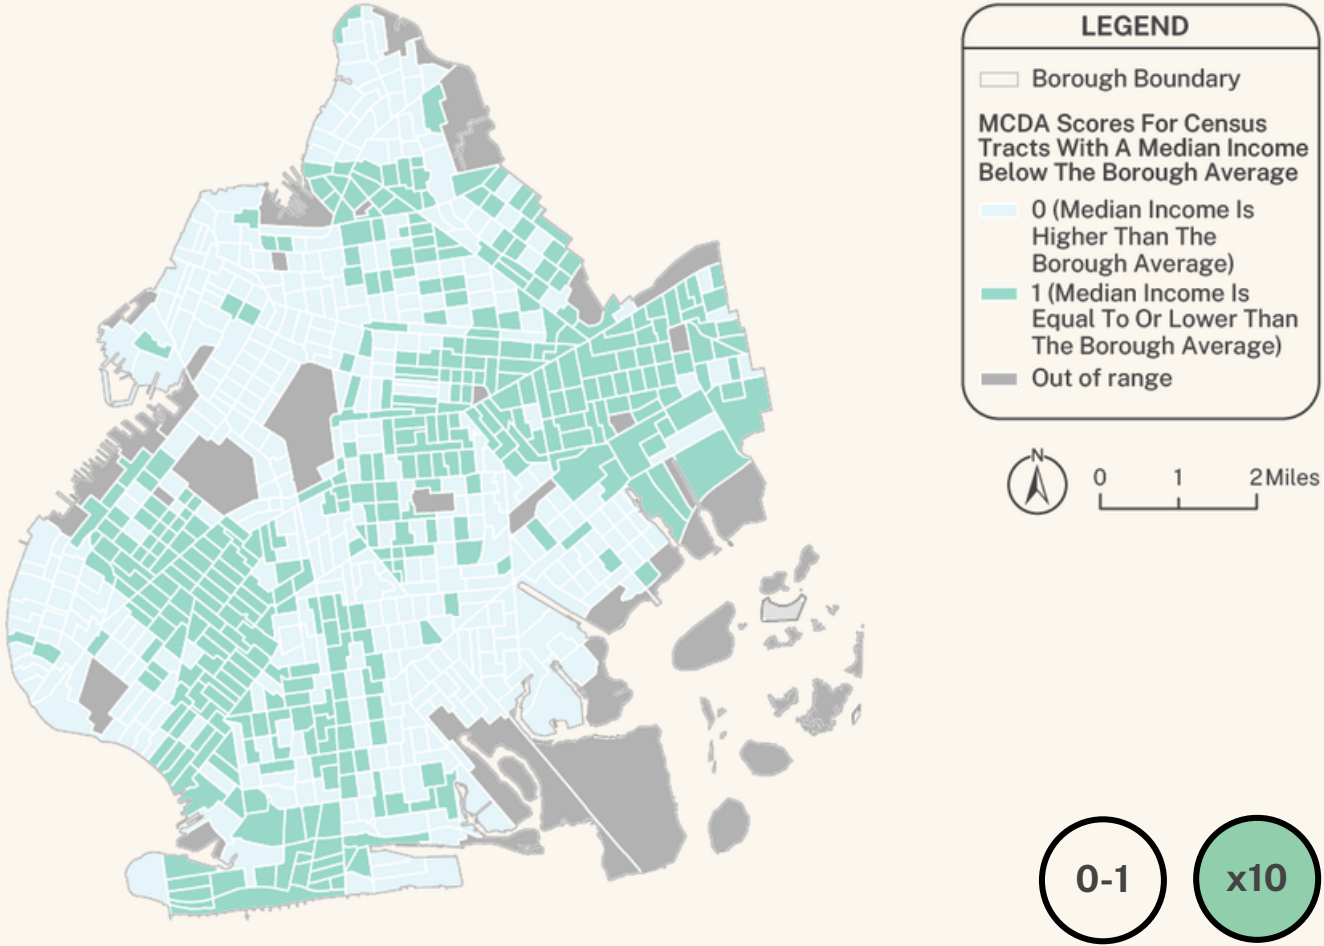 LEGEND
Borough Boundary
MCDA Scores For Census
Tracts With A Median Income
Below The Borough Average
0 (Median Income Is
Higher Than The
Borough Average)
1 (Median Income Is
Equal To Or Lower Than
The Borough Average)
Out of range
N
0 1 2 Miles
0-1
x10